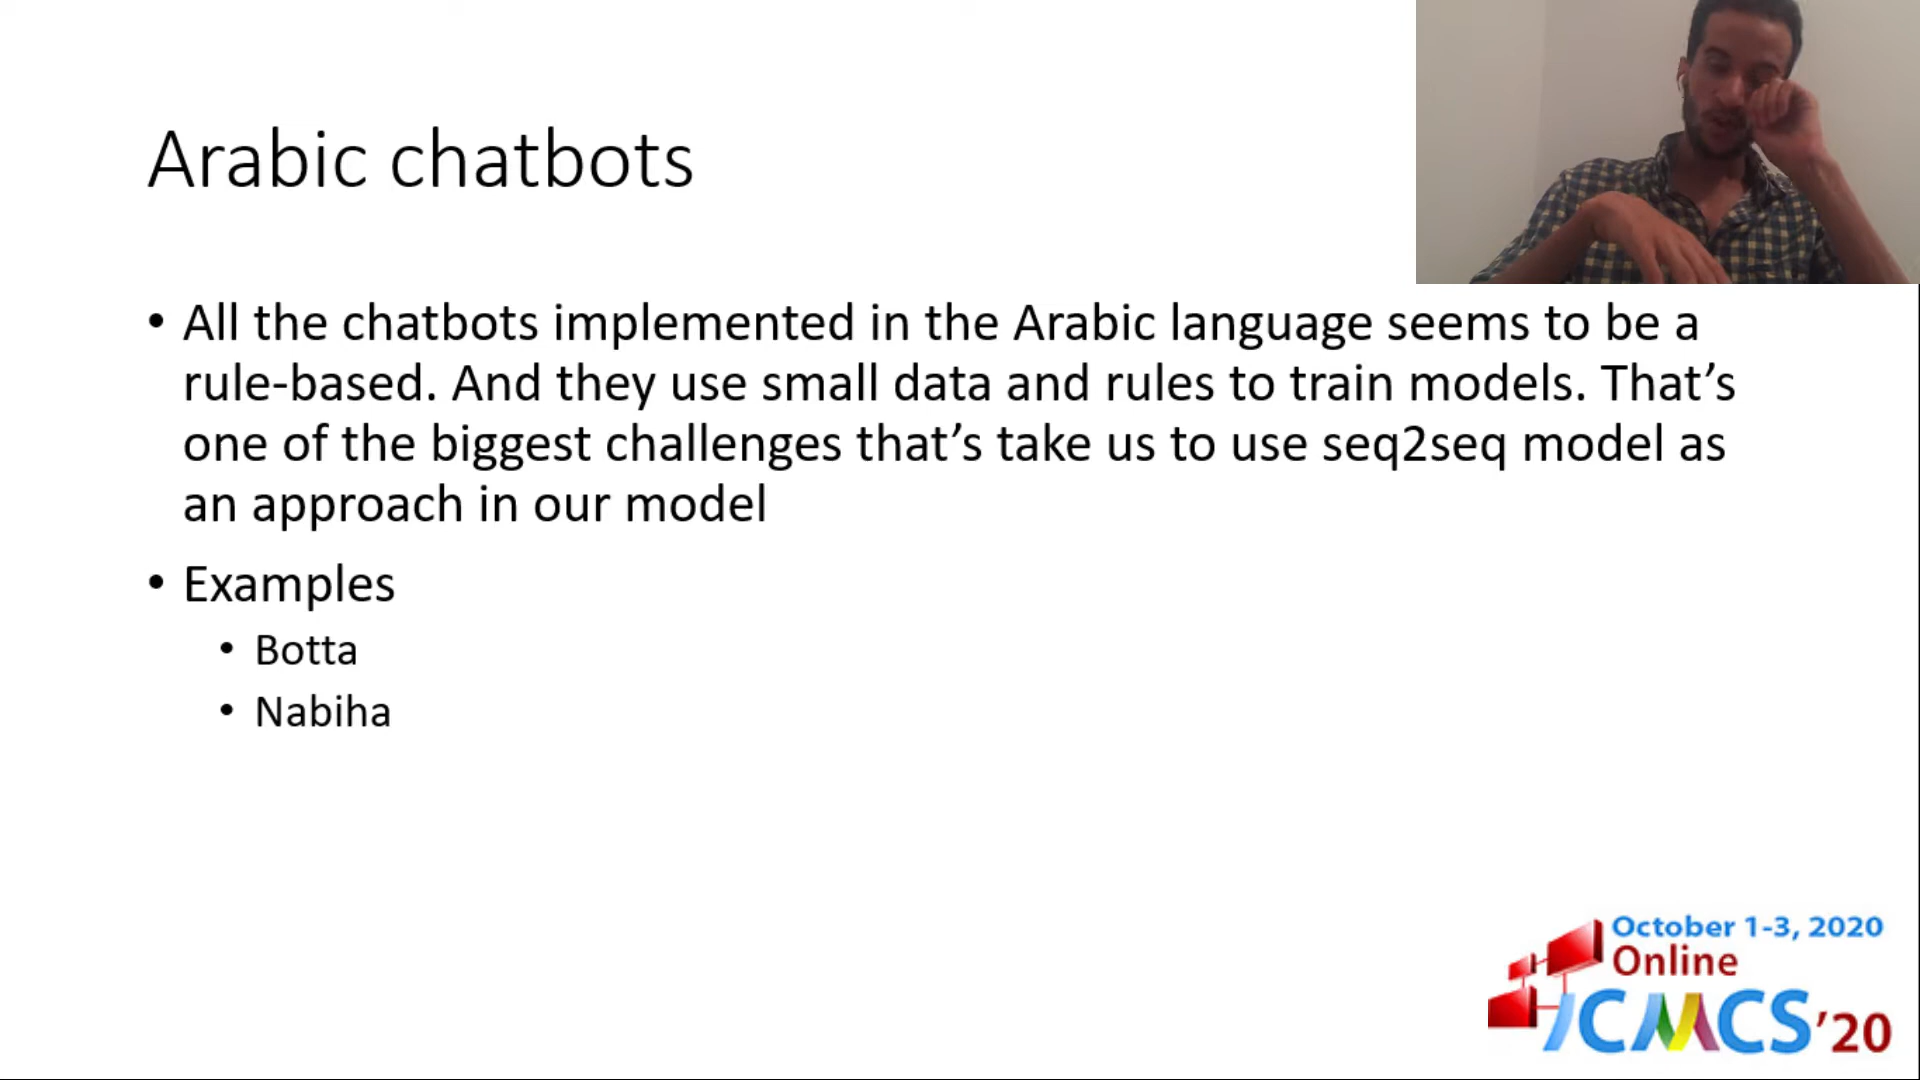 Arabic chatbots
• All the chatbots implemented in the Arabic language seems to be a
rule-based. And they use small data and rules to train models. That’s
one of the biggest challenges that’s take us to use seq2seq model as
an approach in our model
• Examples
• Botta
• Nabiha
October 1-3, 2020
Online
ICMCS ’20